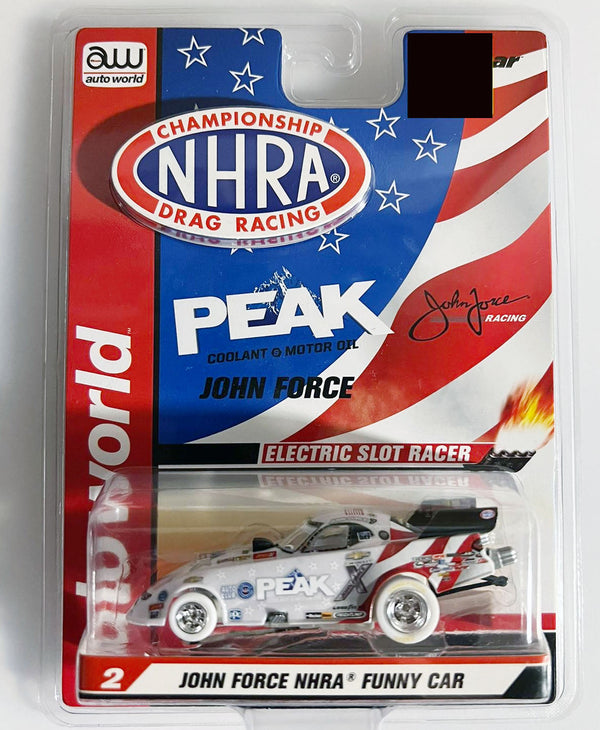 aw
auto world
CHAMPIONSHIP
NHRA®
DRAG RACING
PEAK
COOLANT & MOTOR OIL
JOHN FORCE
John Force
RACING
auto world
ELECTRIC SLOT RACER
PEAK
X
2
JOHN FORCE NHRA® FUNNY CAR